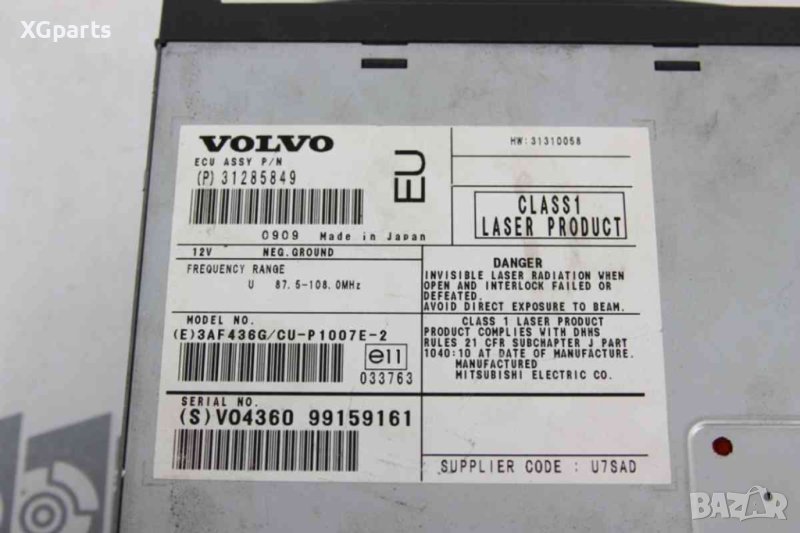 XGparts
VOLVO
ECU ASSY P/N
(P) 31285849
EU
0909 Made in Japan
HW:31310058
CLASS1
LASER PRODUCT
12V NEG.GROUND
FREQUENCY RANGE
U 87.5-108.0MHz
DANGER
INVISIBLE LASER RADIATION WHEN
OPEN AND INTERLOCK FAILED OR
DEFEATED.
AVOID DIRECT EXPOSURE TO BEAM.
MODEL NO.
(E)3AF436G/CU-P1007E-2
e11
033763
CLASS 1 LASER PRODUCT
PRODUCT COMPLIES WITH DHHS
RULES 21 CFR SUBCHAPTER J PART
1040:10 AT DATE OF MANUFACTURE.
MANUFACTURED
MITSUBISHI ELECTRIC CO.
SERIAL NO.
(S)VO4360 99159161
SUPPLIER CODE : U7SAD
BAZAR